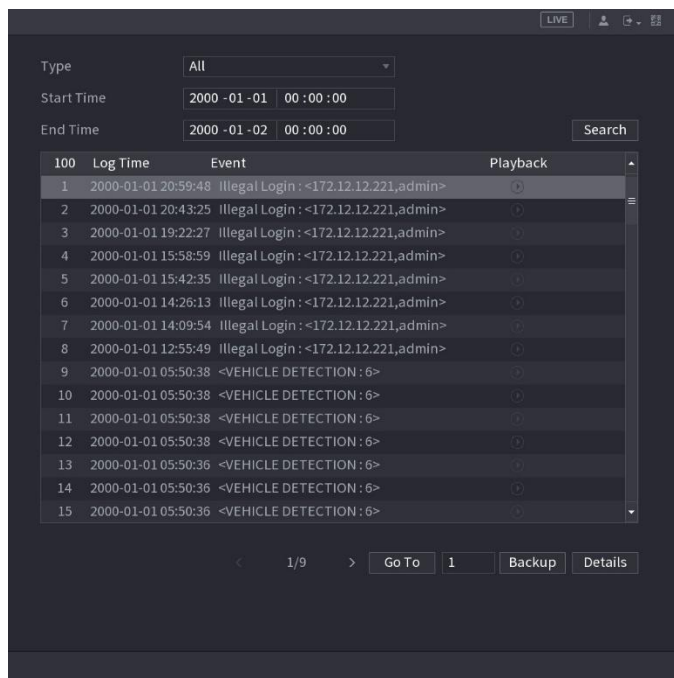 LIVE
Type All
Start Time 2000 -01 -01 00 : 00 : 00
End Time 2000 -01 -02 00 : 00 : 00 Search
100 Log Time Event Playback
1 2000-01-01 20:59:48 Illegal Login : <172.12.12.221,admin>
2 2000-01-01 20:43:25 Illegal Login : <172.12.12.221,admin>
3 2000-01-01 19:22:27 Illegal Login : <172.12.12.221,admin>
4 2000-01-01 15:58:59 Illegal Login : <172.12.12.221,admin>
5 2000-01-01 15:42:35 Illegal Login : <172.12.12.221,admin>
6 2000-01-01 14:26:13 Illegal Login : <172.12.12.221,admin>
7 2000-01-01 14:09:54 Illegal Login : <172.12.12.221,admin>
8 2000-01-01 12:55:49 Illegal Login : <172.12.12.221,admin>
9 2000-01-01 05:50:38 <VEHICLE DETECTION : 6>
10 2000-01-01 05:50:38 <VEHICLE DETECTION : 6>
11 2000-01-01 05:50:38 <VEHICLE DETECTION : 6>
12 2000-01-01 05:50:38 <VEHICLE DETECTION : 6>
13 2000-01-01 05:50:36 <VEHICLE DETECTION : 6>
14 2000-01-01 05:50:36 <VEHICLE DETECTION : 6>
15 2000-01-01 05:50:36 <VEHICLE DETECTION : 6>
< 1/9 > Go To 1 Backup Details